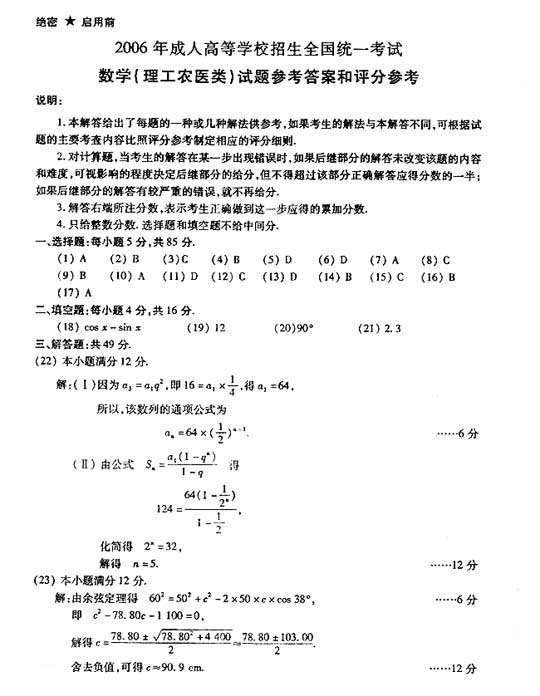 绝密 ★ 启用前
2006 年成人高等学校招生全国统一考试
数学(理工农医类)试题参考答案和评分参考
说明:
1. 本解答给出了每题的一种或几种解法供参考,如果考生的解法与本解答不同,可根据试
题的主要考查内容比照评分参考制定相应的评分细则.
2. 对计算题,当考生的解答在某一步出现错误时,如果后继部分的解答未改变该题的内容
和难度,可视影响的程度决定后继部分的给分,但不得超过该部分正确解答应得分数的一半;
如果后继部分的解答有较严重的错误,就不再给分.
3. 解答右端所注分数,表示考生正确做到这一步应得的累加分数.
4. 只给整数分数. 选择题和填空题不给中间分.
一、选择题:每小题 5 分,共 85 分.
(1) A (2) B (3) C (4) B (5) D (6) D (7) A (8) C
(9) B (10) A (11) D (12) C (13) D (14) B (15) C (16) B
(17) A
二、填空题:每小题 4 分,共 16 分.
(18) cos x − sin x (19) 12 (20) 90° (21) 2.3
三、解答题:共 49 分.
(22) 本小题满分 12 分.
解:(Ⅰ)因为 a₃ = a₁q², 即 16 = a₁ × 1/4, 得 a₁ = 64,
所以,该数列的通项公式为
aₙ = 64 × (1/2)ⁿ⁻¹. ……6 分
(Ⅱ) 由公式 Sₙ = a₁(1 − qⁿ)/(1 − q) 得
124 = 64(1 − 1/2ⁿ)/(1 − 1/2),
化简得 2ⁿ = 32,
解得 n = 5. ……12 分
(23) 本小题满分 12 分.
解:由余弦定理得 60² = 50² + c² − 2 × 50 × c × cos 38°, ……6 分
即 c² − 78.80c − 1 100 = 0,
解得 c = (78.80 ± √(78.80² + 4 400))/2 ≈ (78.80 ± 103.00)/2.
舍去负值,可得 c ≈ 90.9 cm. ……12 分